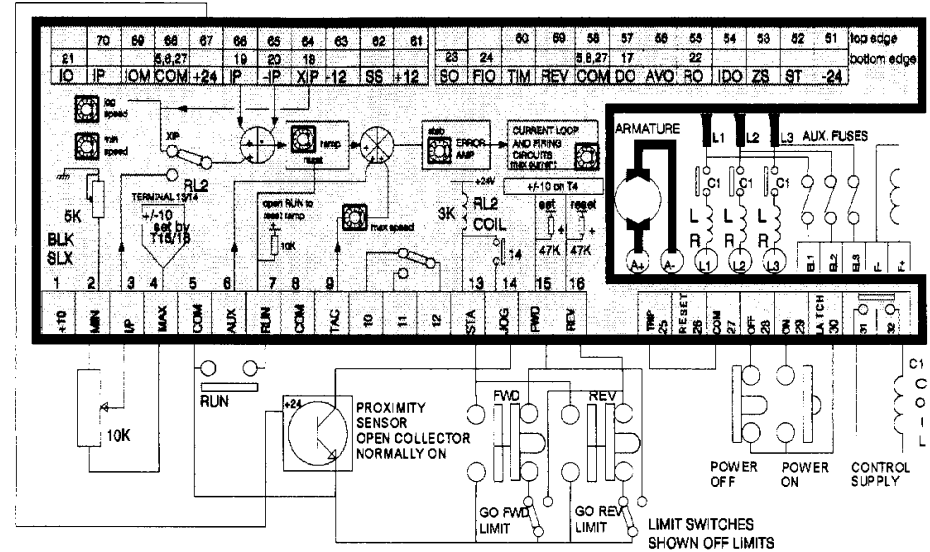 70 69 68 67 66 65 64 63 62 61 60 59 58 57 56 55 54 53 52 51 top edge
21 5,8,27 19 20 18 23 24 5,8,27 17 22 bottom edge
IO IP IOM COM +24 IP -IP XIP -12 SS +12 SO FIO TIM REV COM DO AVO RO IDO ZS ST -24
jog speed
min speed
XIP
RL2
ramp
reset
stab
ERROR AMP
CURRENT LOOP
AND FIRING
CIRCUITS
ARMATURE
L1 L2 L3 AUX. FUSES
C1 C1 C1
L L L
R R R
A+ A- L1 L2 L3 EL1 EL2 EL3 F- F+
5K
BLK
SLX
TERMINAL 15/T4
+/-10
set by
T15/16
open RUN to
reset ramp
10K
max speed
+24V
3K
RL2
COIL
14
+/-10 on T4
set reset
47K 47K
1 2 3 4 5 6 7 8 9 13 14 15 16
+10 MIN I/P MAX COM AUX RUN COM TAC 10 11 12 STA JOG FWD REV
TRIP 25 RESET 26 COM 27 OFF 28 ON 29 LATCH 30 31 32
10K
RUN
+24
PROXIMITY
SENSOR
OPEN COLLECTOR
NORMALLY ON
FWD
REV
GO FWD
LIMIT
GO REV
LIMIT
LIMIT SWITCHES
SHOWN OFF LIMITS
POWER
OFF
POWER
ON
CONTROL
SUPPLY
C1
C
O
I
L